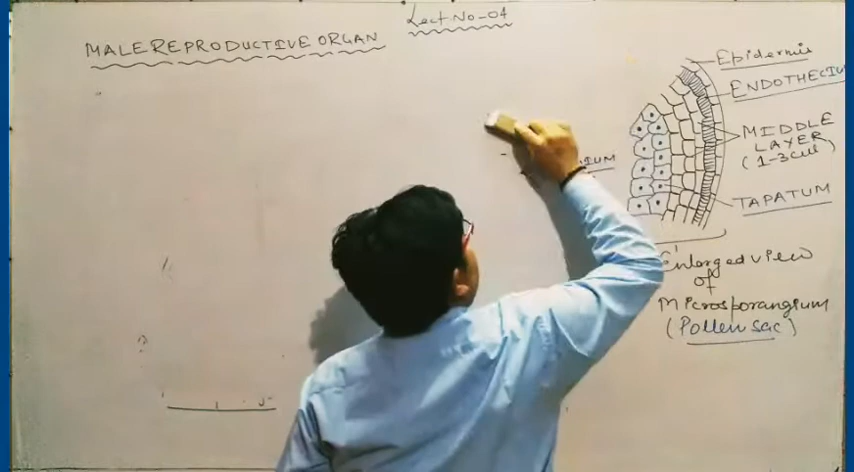 Lect.No-04
MALE REPRODUCTIVE ORGAN
Epidermis
ENDOTHECIU
MIDDLE
LAYER
(1-3 cell)
IUM
TAPATUM
Enlarged view
of
Microsporangium
(Pollen sac)